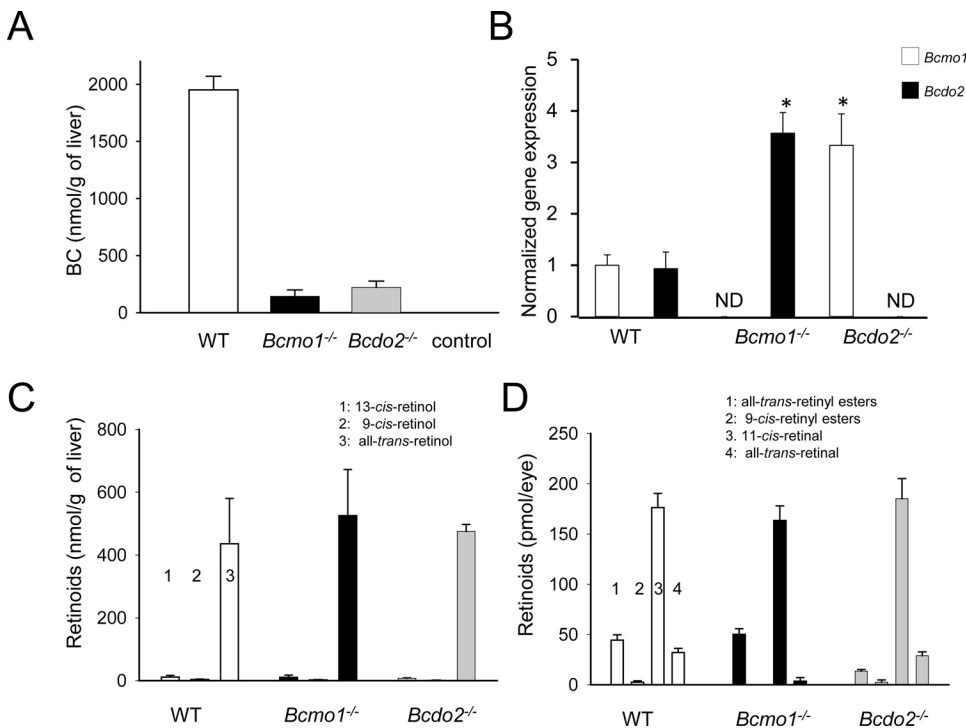 A
BC (nmol/g of liver)
2000
1500
1000
500
0
WT
Bcmo1-/-
Bcdo2-/-
control
B
Normalized gene expression
5
4
3
2
1
0
Bcmo1
Bcdo2
*
*
ND
ND
WT
Bcmo1-/-
Bcdo2-/-
C
1: 13-cis-retinol
2: 9-cis-retinol
3: all-trans-retinol
Retinoids (nmol/g of liver)
800
600
400
200
0
1 2 3
WT
Bcmo1-/-
Bcdo2-/-
D
1: all-trans-retinyl esters
2: 9-cis-retinyl esters
3. 11-cis-retinal
4: all-trans-retinal
Retinoids (pmol/eye)
250
200
150
100
50
0
1 2 3 4
WT
Bcmo1-/-
Bcdo2-/-